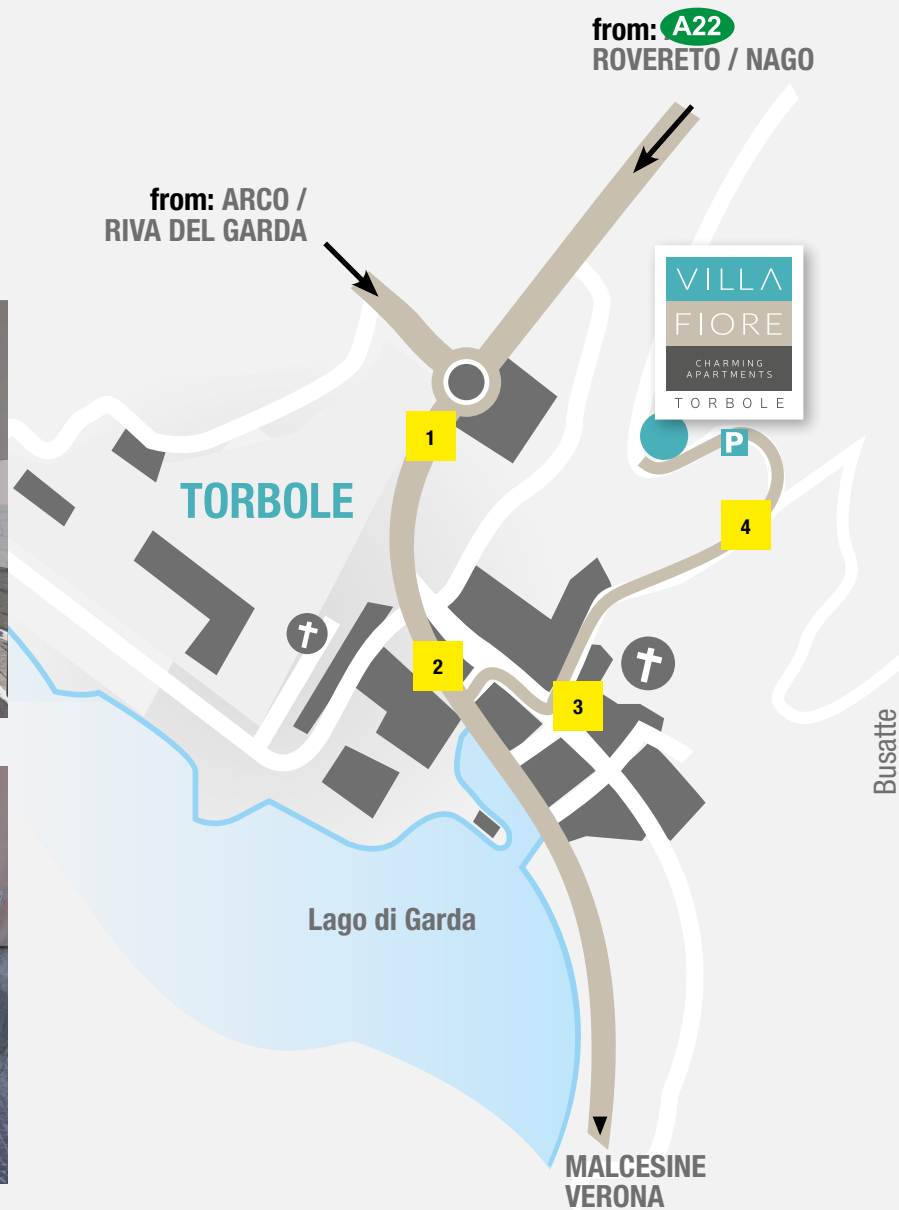 from: A22
ROVERETO / NAGO
from: ARCO /
RIVA DEL GARDA
VILLA
FIORE
CHARMING
APARTMENTS
TORBOLE
P
1
TORBOLE
4
2
3
Busatte
Lago di Garda
MALCESINE
VERONA